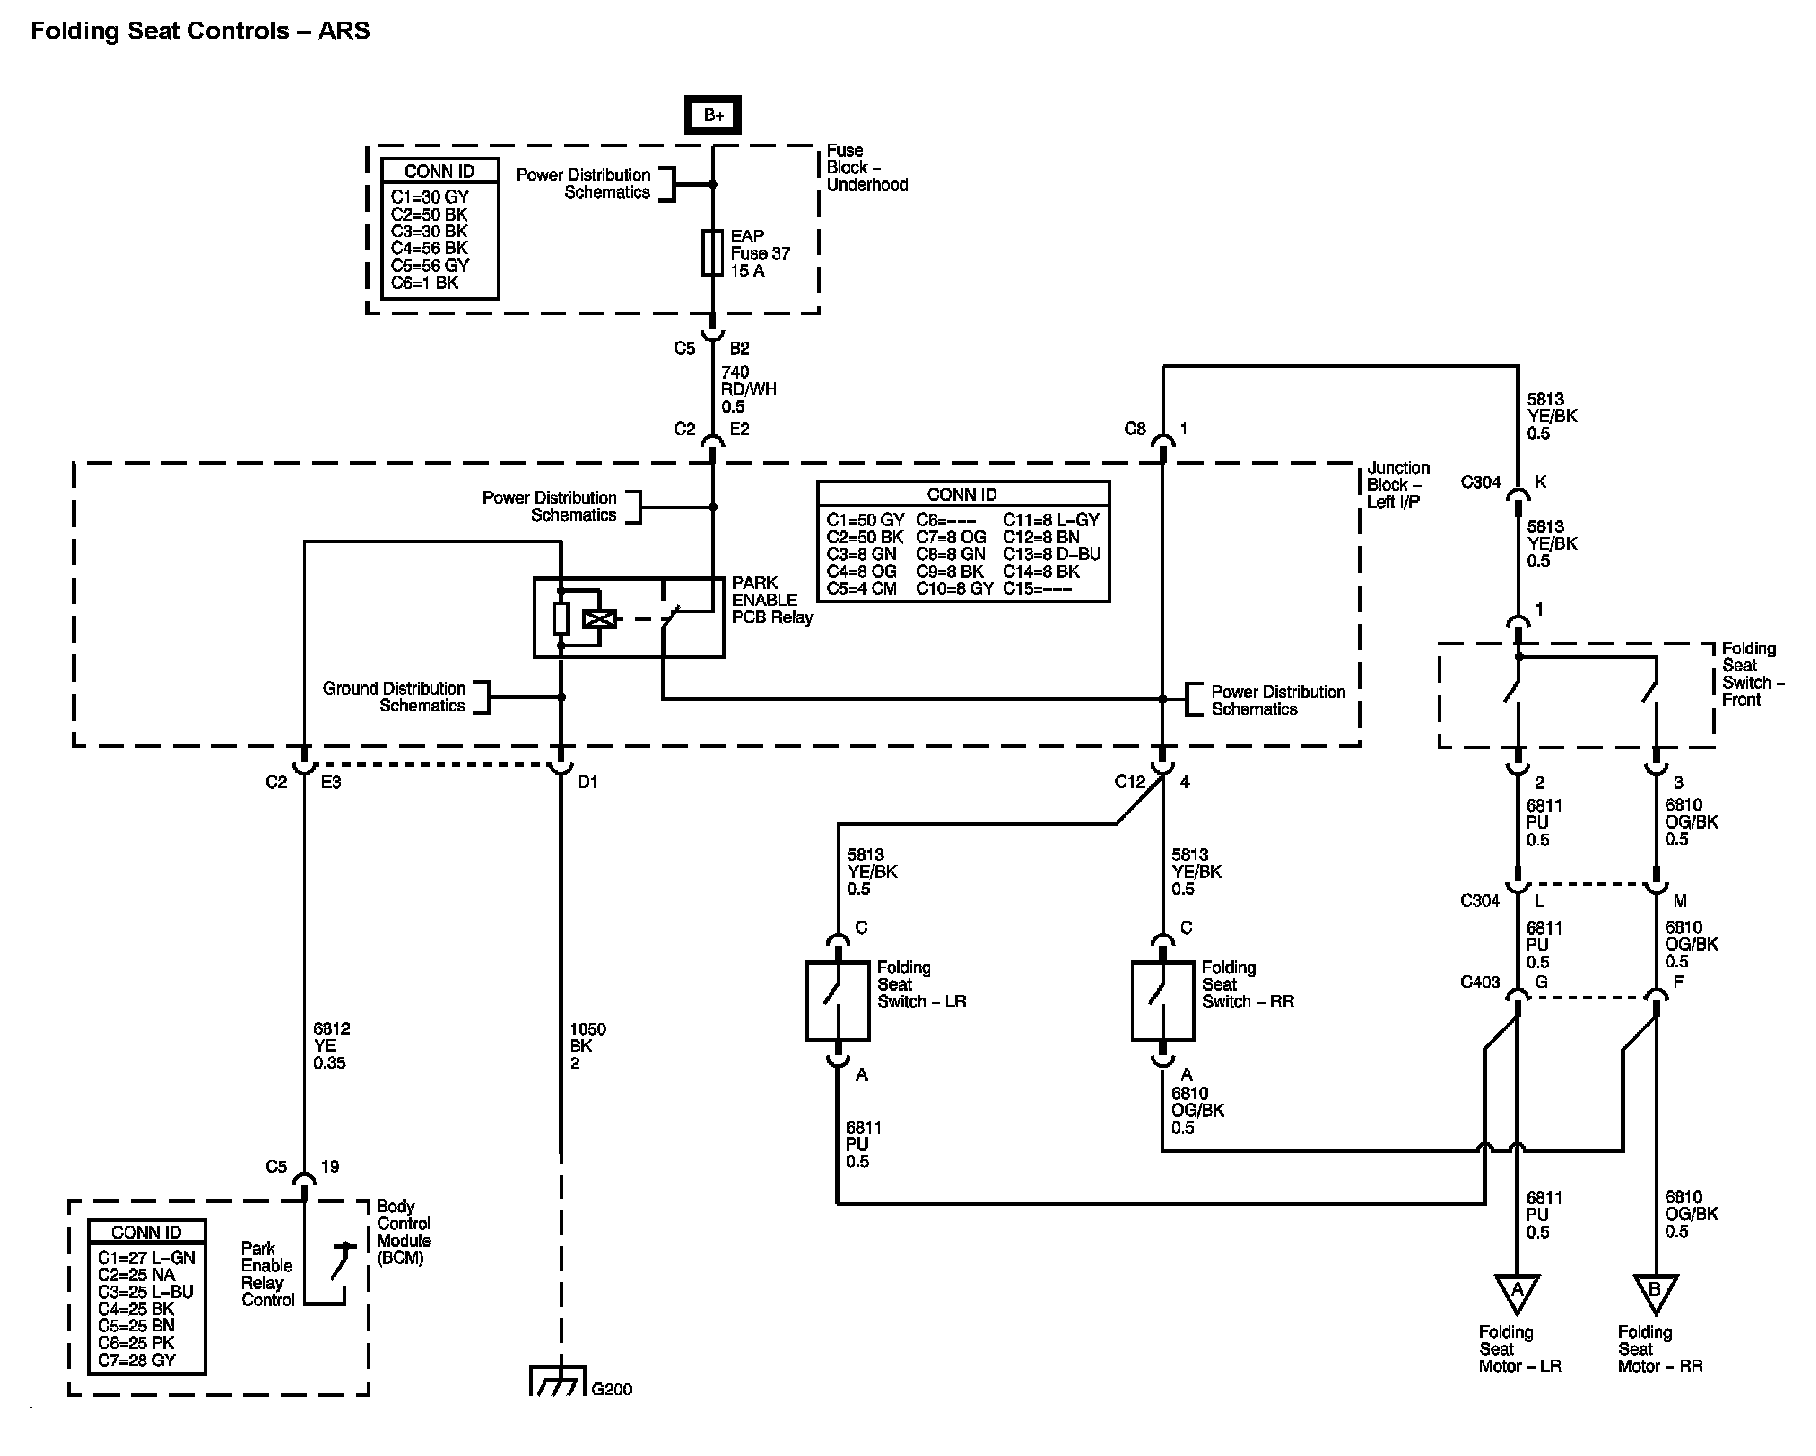 Folding Seat Controls – ARS
B+
Fuse
Block –
Underhood
CONN ID
C1=30 GY
C2=50 BK
C3=30 BK
C4=56 BK
C5=56 GY
C6=1 BK
Power Distribution
Schematics
EAP
Fuse 37
15 A
C5 B2
740
RD/WH
0.5
C2 E2
C8 1
5813
YE/BK
0.5
C304 K
5813
YE/BK
0.5
1
Junction
Block –
Left I/P
Power Distribution
Schematics
CONN ID
C1=50 GY C6=--- C11=8 L-GY
C2=50 BK C7=8 OG C12=8 BN
C3=8 GN C8=8 GN C13=8 D-BU
C4=8 OG C9=8 BK C14=8 BK
C5=4 CM C10=8 GY C15=---
PARK
ENABLE
PCB Relay
Ground Distribution
Schematics
Power Distribution
Schematics
Folding
Seat
Switch –
Front
C2 E3 D1
C12 4
2 3
6811
PU
0.5
6810
OG/BK
0.5
5813
YE/BK
0.5
5813
YE/BK
0.5
C304 L M
6811
PU
0.5
6810
OG/BK
0.5
C C
Folding
Seat
Switch – LR
Folding
Seat
Switch – RR
C403 G F
6812
YE
0.35
1050
BK
2
A A
6811
PU
0.5
6810
OG/BK
0.5
C5 19
Body
Control
Module
(BCM)
CONN ID
C1=27 L-GN
C2=25 NA
C3=25 L-BU
C4=25 BK
C5=25 BN
C6=25 PK
C7=28 GY
Park
Enable
Relay
Control
6811
PU
0.5
6810
OG/BK
0.5
A B
Folding
Seat
Motor – LR
Folding
Seat
Motor – RR
G200